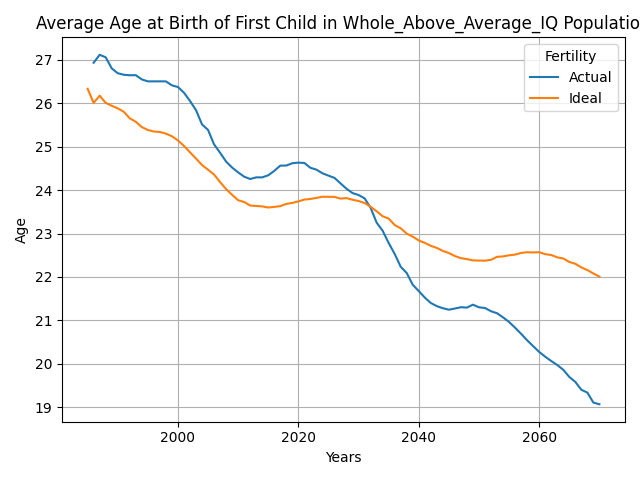 Average Age at Birth of First Child in Whole_Above_Average_IQ Populatio
Fertility
Actual
Ideal
27
26
25
24
23
22
21
20
19
Age
2000 2020 2040 2060
Years